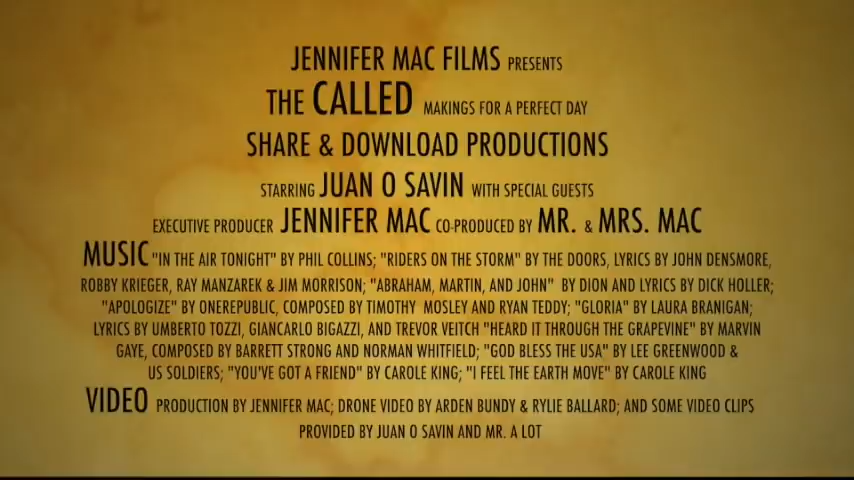 JENNIFER MAC FILMS PRESENTS
THE CALLED MAKINGS FOR A PERFECT DAY
SHARE & DOWNLOAD PRODUCTIONS
STARRING JUAN O SAVIN WITH SPECIAL GUESTS
EXECUTIVE PRODUCER JENNIFER MAC CO-PRODUCED BY MR. & MRS. MAC
MUSIC "IN THE AIR TONIGHT" BY PHIL COLLINS; "RIDERS ON THE STORM" BY THE DOORS, LYRICS BY JOHN DENSMORE,
ROBBY KRIEGER, RAY MANZAREK & JIM MORRISON; "ABRAHAM, MARTIN, AND JOHN" BY DION AND LYRICS BY DICK HOLLER;
"APOLOGIZE" BY ONEREPUBLIC, COMPOSED BY TIMOTHY MOSLEY AND RYAN TEDDY; "GLORIA" BY LAURA BRANIGAN;
LYRICS BY UMBERTO TOZZI, GIANCARLO BIGAZZI, AND TREVOR VEITCH "HEARD IT THROUGH THE GRAPEVINE" BY MARVIN
GAYE, COMPOSED BY BARRETT STRONG AND NORMAN WHITFIELD; "GOD BLESS THE USA" BY LEE GREENWOOD &
US SOLDIERS; "YOU'VE GOT A FRIEND" BY CAROLE KING; "I FEEL THE EARTH MOVE" BY CAROLE KING
VIDEO PRODUCTION BY JENNIFER MAC; DRONE VIDEO BY ARDEN BUNDY & RYLIE BALLARD; AND SOME VIDEO CLIPS
PROVIDED BY JUAN O SAVIN AND MR. A LOT